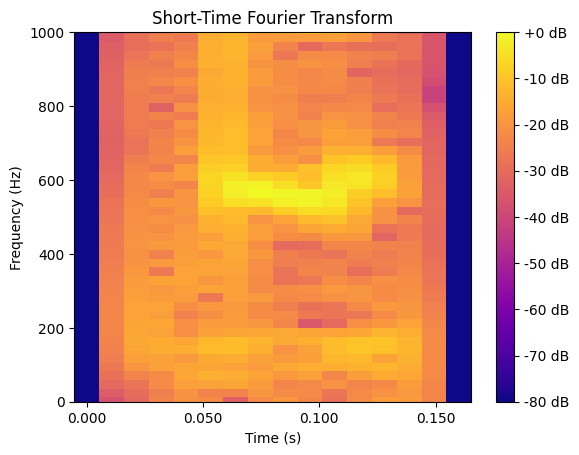 Short-Time Fourier Transform
1000
800
600
400
200
0
Frequency (Hz)
0.000
0.050
0.100
0.150
Time (s)
+0 dB
-10 dB
-20 dB
-30 dB
-40 dB
-50 dB
-60 dB
-70 dB
-80 dB